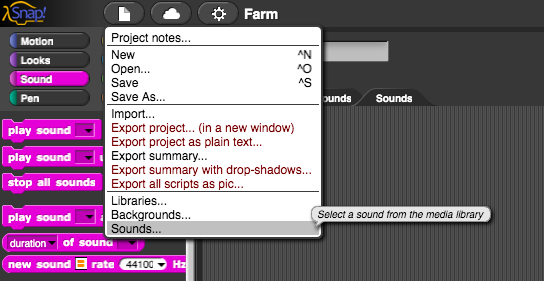 Snap!
Farm
Motion
Looks
Sound
Pen
Project notes...
New ^N
Open... ^O
Save ^S
Save As...
Import...
Export project... (in a new window)
Export project as plain text...
Export summary...
Export summary with drop-shadows...
Export all scripts as pic...
Libraries...
Backgrounds...
Sounds...
Select a sound from the media library
Sounds
play sound
play sound
stop all sounds
play sound
duration of sound
new sound rate 44100 Hz